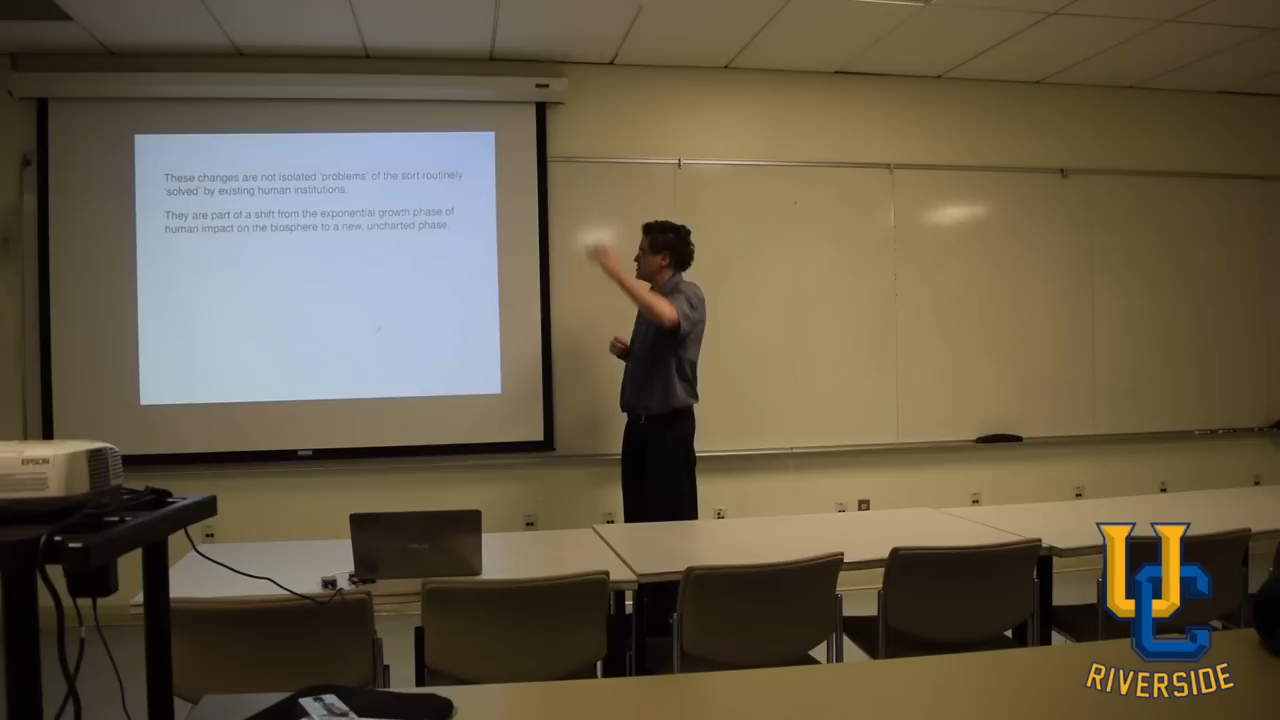 These changes are not isolated 'problems' of the sort routinely
'solved' by existing human institutions.
They are part of a shift from the exponential growth phase of
human impact on the biosphere to a new, uncharted phase.
EPSON
ASUS
UC
RIVERSIDE